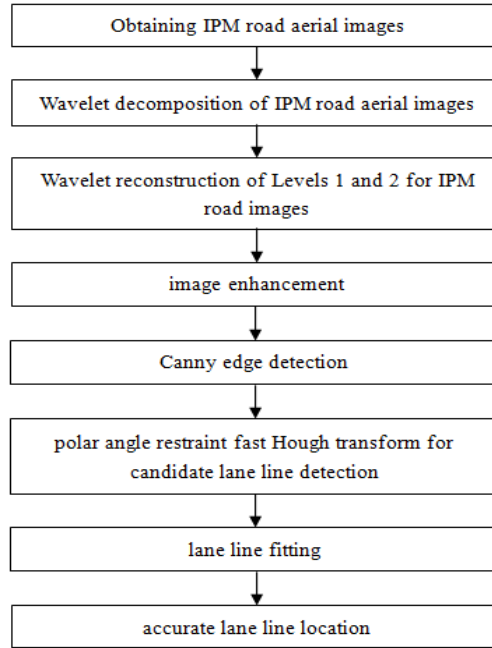 Obtaining IPM road aerial images
Wavelet decomposition of IPM road aerial images
Wavelet reconstruction of Levels 1 and 2 for IPM
road images
image enhancement
Canny edge detection
polar angle restraint fast Hough transform for
candidate lane line detection
lane line fitting
accurate lane line location